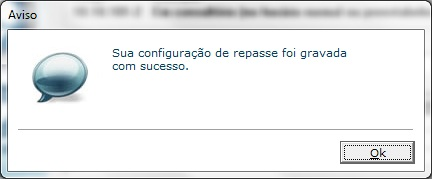 Aviso
Sua configuração de repasse foi gravada
com sucesso.
Ok